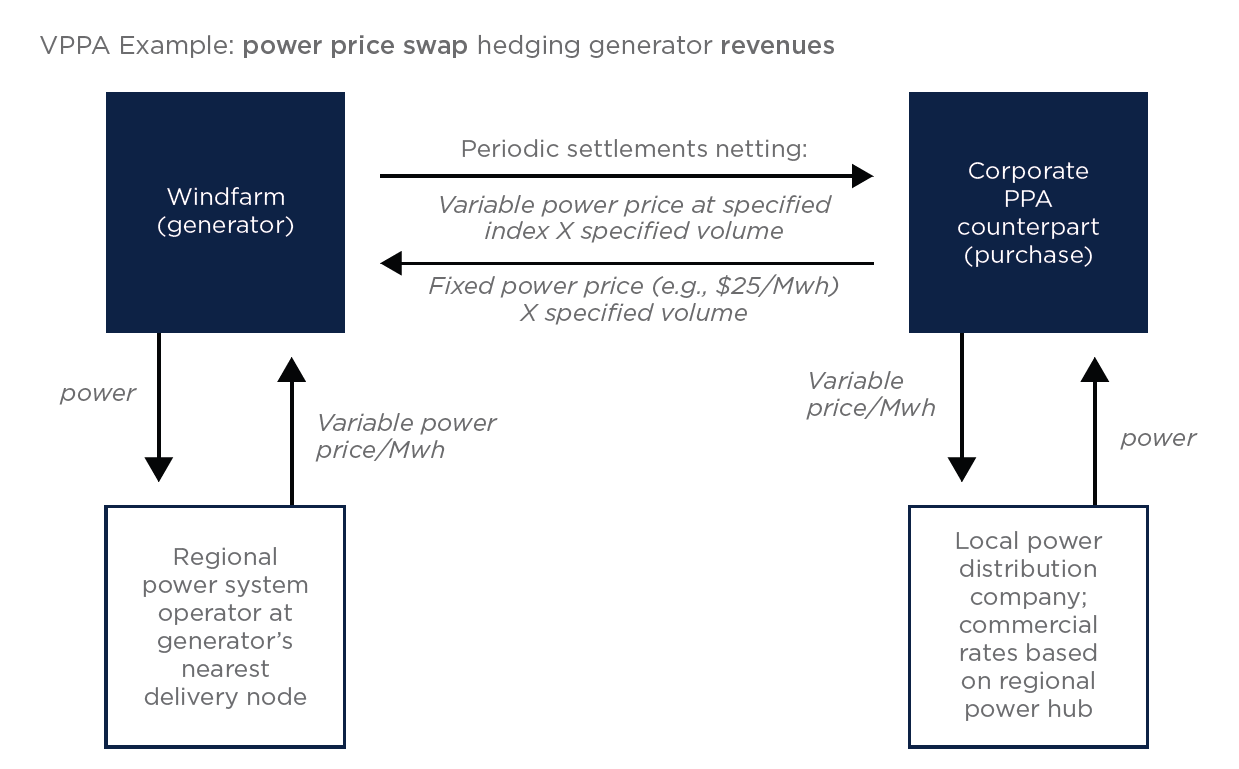 VPPA Example: power price swap hedging generator revenues
Windfarm
(generator)
Periodic settlements netting:
Variable power price at specified
index X specified volume
Fixed power price (e.g., $25/Mwh)
X specified volume
Corporate
PPA
counterpart
(purchase)
power
Variable power
price/Mwh
Variable
price/Mwh
power
Regional
power system
operator at
generator’s
nearest
delivery node
Local power
distribution
company;
commercial
rates based
on regional
power hub